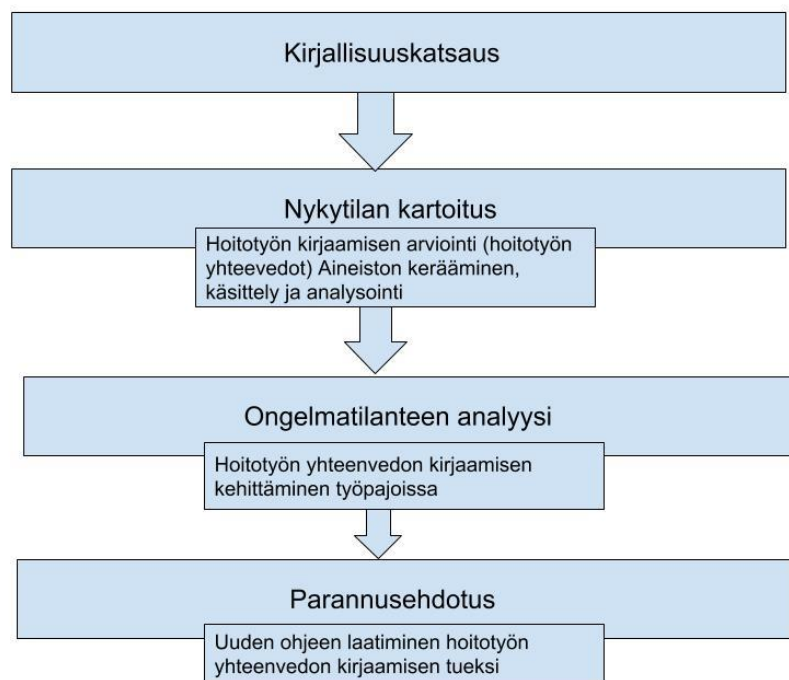 Kirjallisuuskatsaus
Nykytilan kartoitus
Hoitotyön kirjaamisen arviointi (hoitotyön
yhteevedot) Aineiston kerääminen,
käsittely ja analysointi
Ongelmatilanteen analyysi
Hoitotyön yhteenvedon kirjaamisen
kehittäminen työpajoissa
Parannusehdotus
Uuden ohjeen laatiminen hoitotyön
yhteenvedon kirjaamisen tueksi